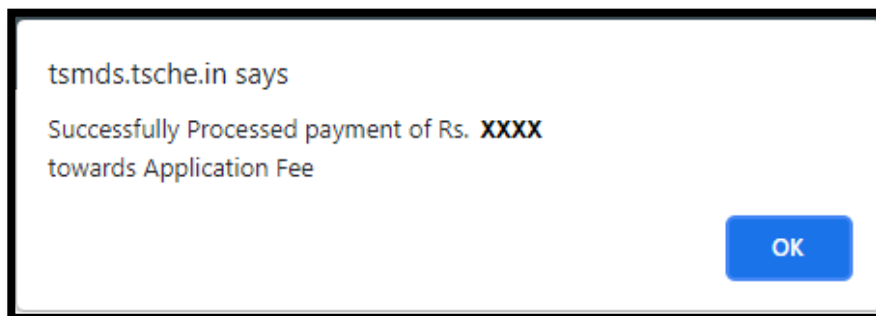 tsmds.tsche.in says
Successfully Processed payment of Rs. XXXX
towards Application Fee
OK